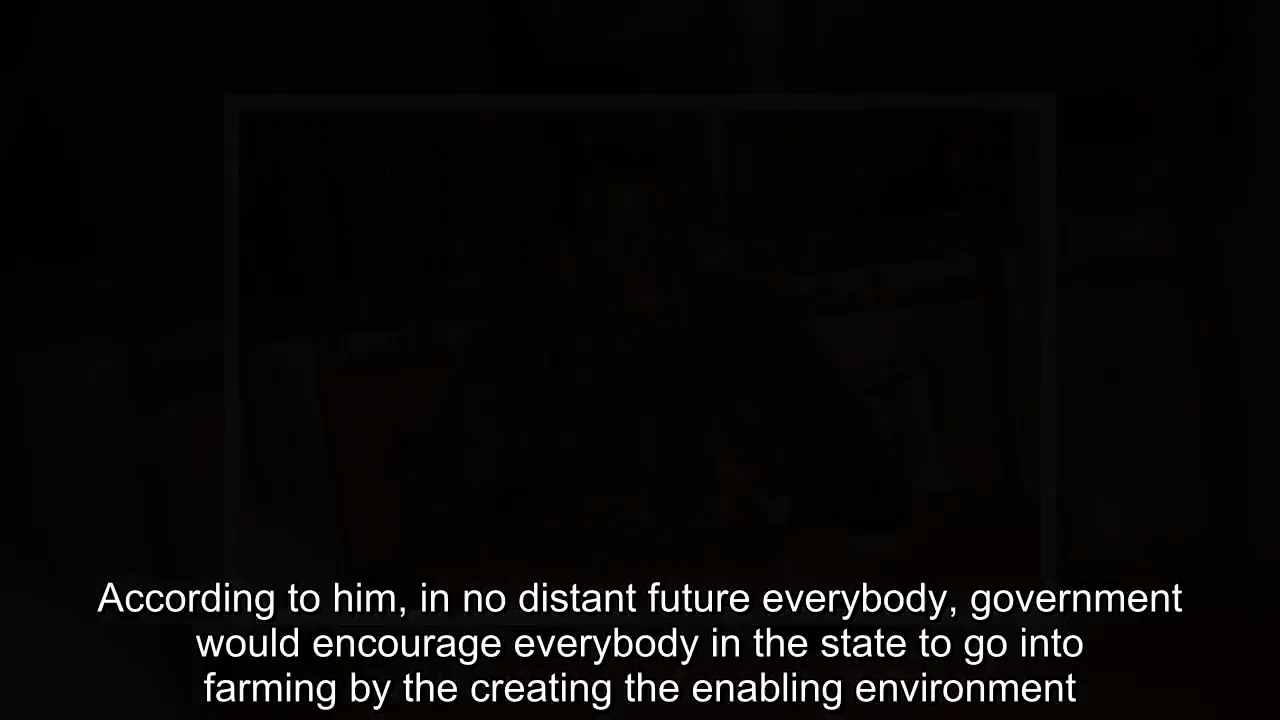 According to him, in no distant future everybody, government
would encourage everybody in the state to go into
farming by the creating the enabling environment